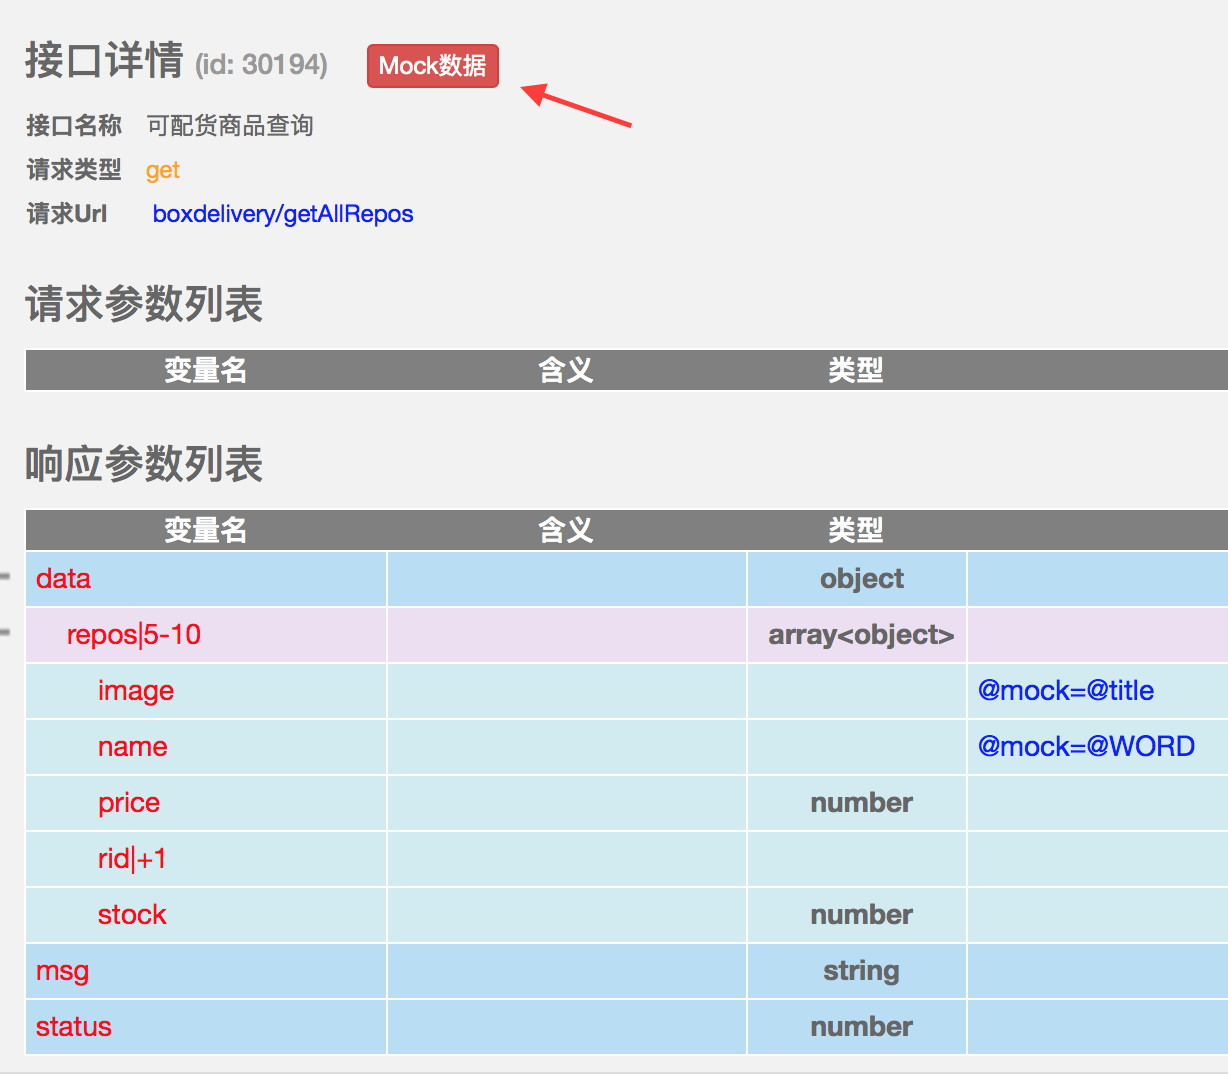 接口详情 (id: 30194) Mock数据
接口名称 可配货商品查询
请求类型 get
请求Url boxdelivery/getAllRepos
请求参数列表
变量名 含义 类型
响应参数列表
变量名 含义 类型
data object
repos|5-10 array<object>
image @mock=@title
name @mock=@WORD
price number
rid|+1
stock number
msg string
status number